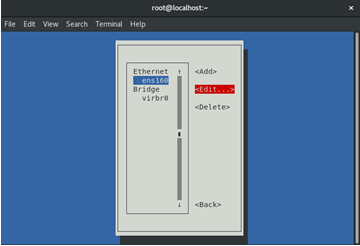 root@localhost:~
File Edit View Search Terminal Help
Ethernet
ens160
Bridge
virbr0
<Add>
<Edit...>
<Delete>
<Back>